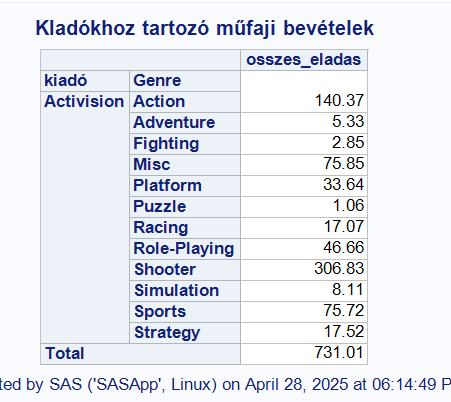 Kladókhoz tartozó műfaji bevételek
osszes_eladas
kiadó Genre
Activision Action 140.37
Adventure 5.33
Fighting 2.85
Misc 75.85
Platform 33.64
Puzzle 1.06
Racing 17.07
Role-Playing 46.66
Shooter 306.83
Simulation 8.11
Sports 75.72
Strategy 17.52
Total 731.01
ted by SAS ('SASApp', Linux) on April 28, 2025 at 06:14:49 P